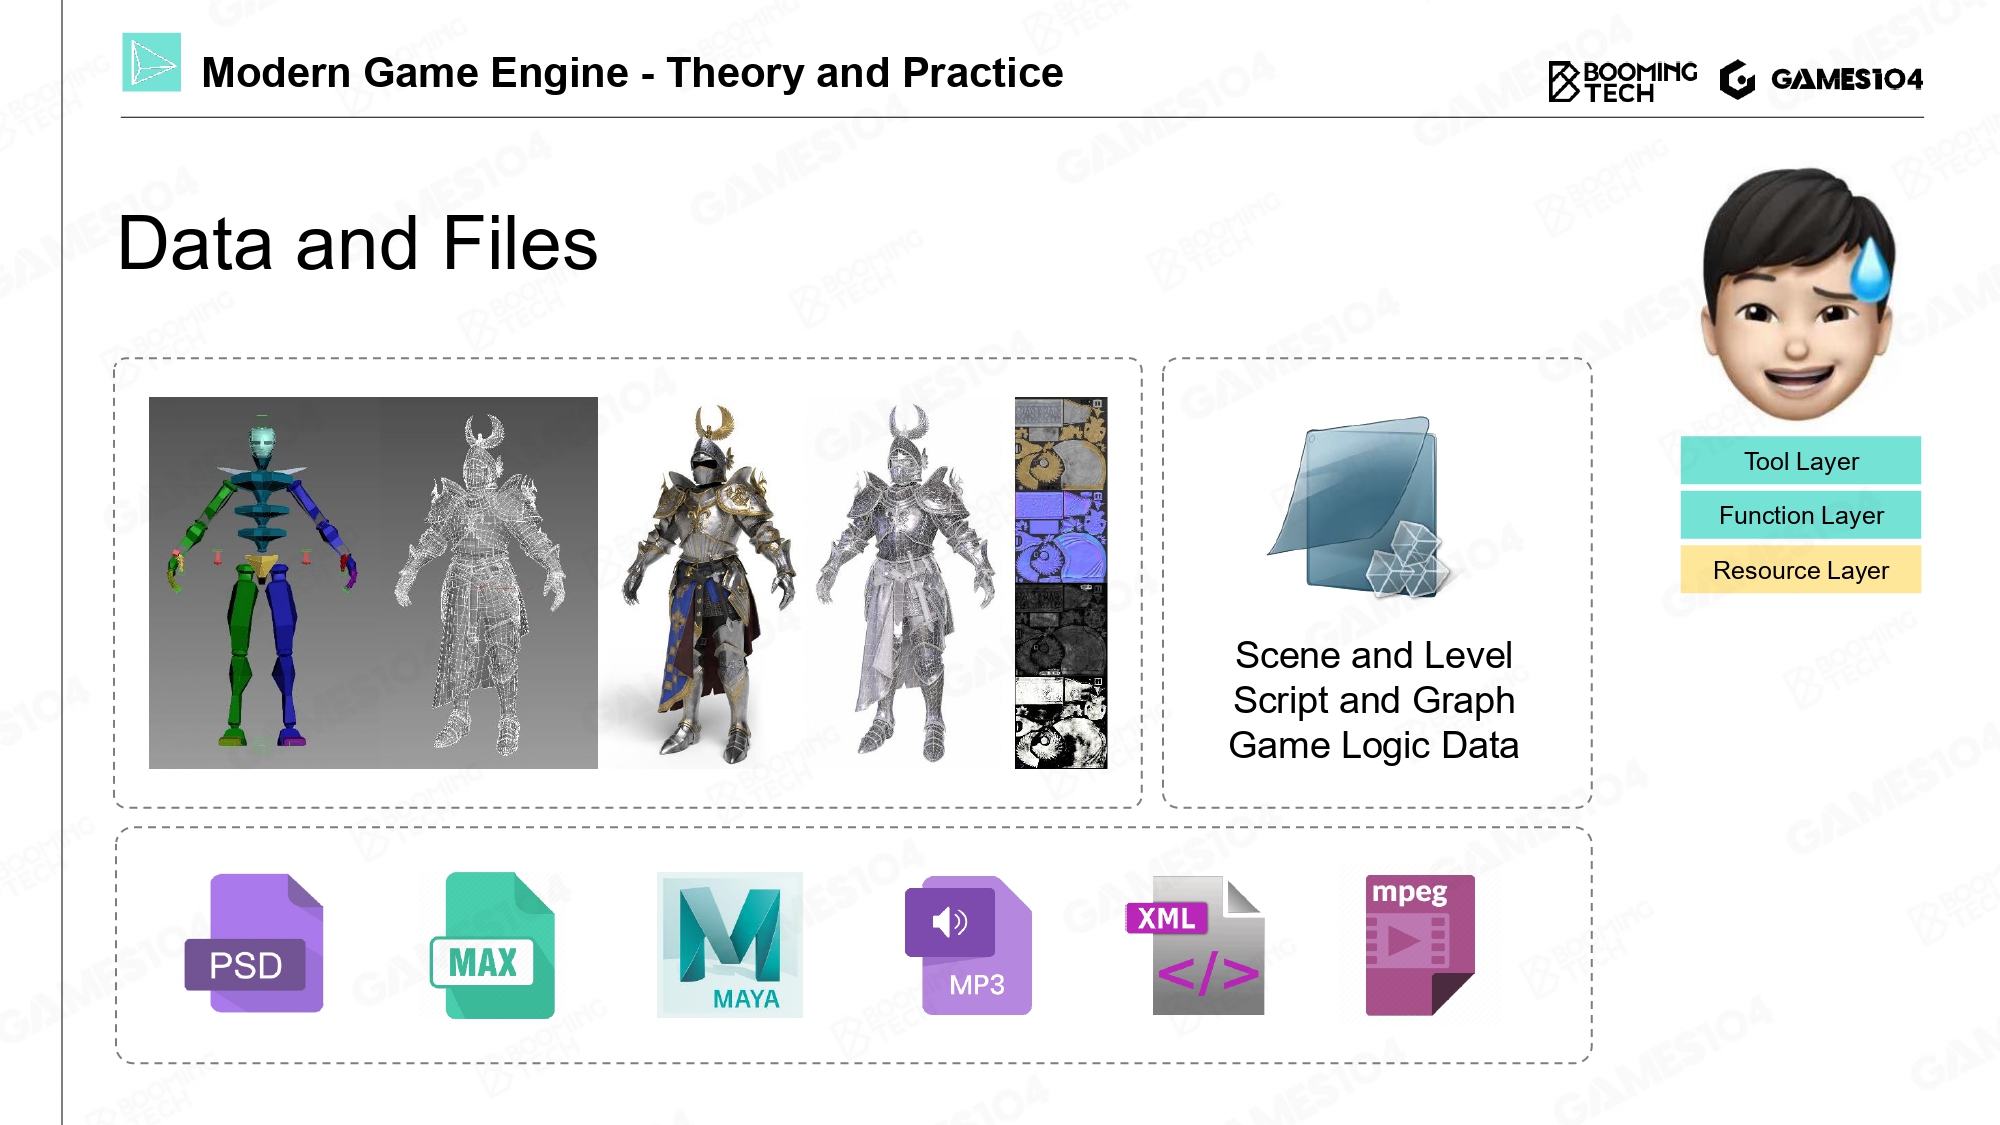 Modern Game Engine - Theory and Practice
BOOMING
TECH
GAMES104
Data and Files
Tool Layer
Function Layer
Resource Layer
Scene and Level
Script and Graph
Game Logic Data
PSD
MAX
MAYA
MP3
XML
</>
mpeg